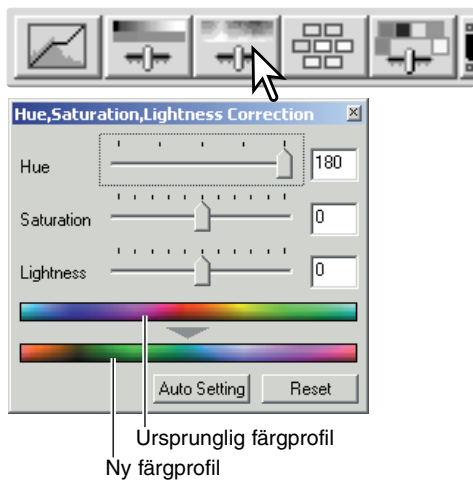 Hue,Saturation,Lightness Correction
Hue
180
Saturation
0
Lightness
0
Auto Setting
Reset
Ursprunglig färgprofil
Ny färgprofil